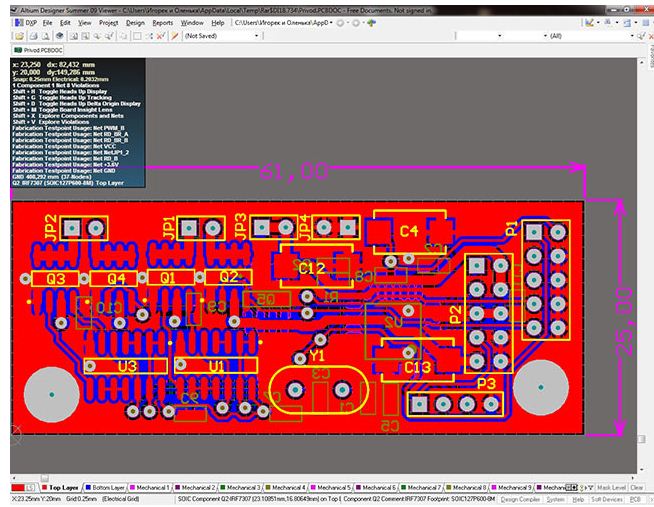 Altium Designer Summer 09 Viewer - C:\Users\Игорек и Оленька\AppData\Local\Temp\Rar$DI18.734\Privod.PCBDOC - Free Documents. Not signed in.
DXP File Edit View Project Design Reports Window Help C:\Users\Игорек и Оленька\AppD
(Not Saved) (All)
Privod.PCBDOC
Favorites
x: 23,250 dx: 82,432 mm
y: 20,000 dy:149,286 mm
Snap: 0.25mm Electrical: 0.2032mm
1 Component 1 Net 8 Violations
Shift + H Toggle Heads Up Display
Shift + G Toggle Heads Up Tracking
Shift + D Toggle Heads Up Delta Origin Display
Shift + M Toggle Board Insight Lens
Shift + X Explore Components and Nets
Shift + V Explore Violations
Fabrication Testpoint Usage: Net PWM_B
Fabrication Testpoint Usage: Net RD_BR_A
Fabrication Testpoint Usage: Net RD_BR_B
Fabrication Testpoint Usage: Net VCC
Fabrication Testpoint Usage: Net NetJP1_2
Fabrication Testpoint Usage: Net RD_B
Fabrication Testpoint Usage: Net +3.6V
Fabrication Testpoint Usage: Net GND
GND 400,292 mm (37-Nodes)
Q2 IRF7307 (SOIC127P600-8M) Top Layer
61,00
JP2 JP1 JP3 JP4 C4 P1
Q3 Q4 Q1 Q2 C12
P2
25,00
U3 U1 Y1 C13
P3
LS Top Layer Bottom Layer Mechanical 1 Mechanical 2 Mechanical 3 Mechanical 4 Mechanical 5 Mechanical 6 Mechanical 7 Mechanical 8 Mechanical 9 Mechan Mask Level Clear
X:23.25mm Y:20mm Grid:0.25mm (Electrical Grid) SOIC Component Q2-IRF7307 (23.10851mm,16.80649mm) on Top L Component Q2 Comment IRF7307 Footprint: SOIC127P600-8M Design Compiler System Help Soft Devices PCB